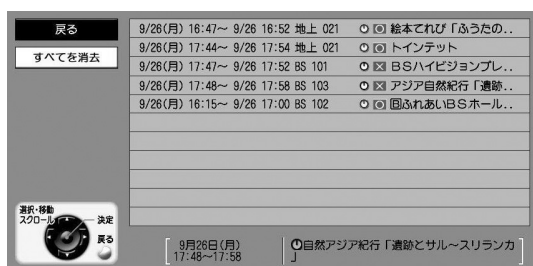 戻る
すべてを消去
9/26(月) 16:47～ 9/26 16:52 地上 021 絵本てれび「ふうたの..
9/26(月) 17:44～ 9/26 17:54 地上 021 トインテット
9/26(月) 17:47～ 9/26 17:52 BS 101 BSハイビジョンプレ..
9/26(月) 17:48～ 9/26 17:58 BS 103 アジア自然紀行「遺跡..
9/26(月) 16:15～ 9/26 17:00 BS 102 回ふれあいBSホール..
選択・移動
スクロール
決定
戻る
9月26日(月)
17:48～17:58
自然アジア紀行「遺跡とサル～スリランカ
」